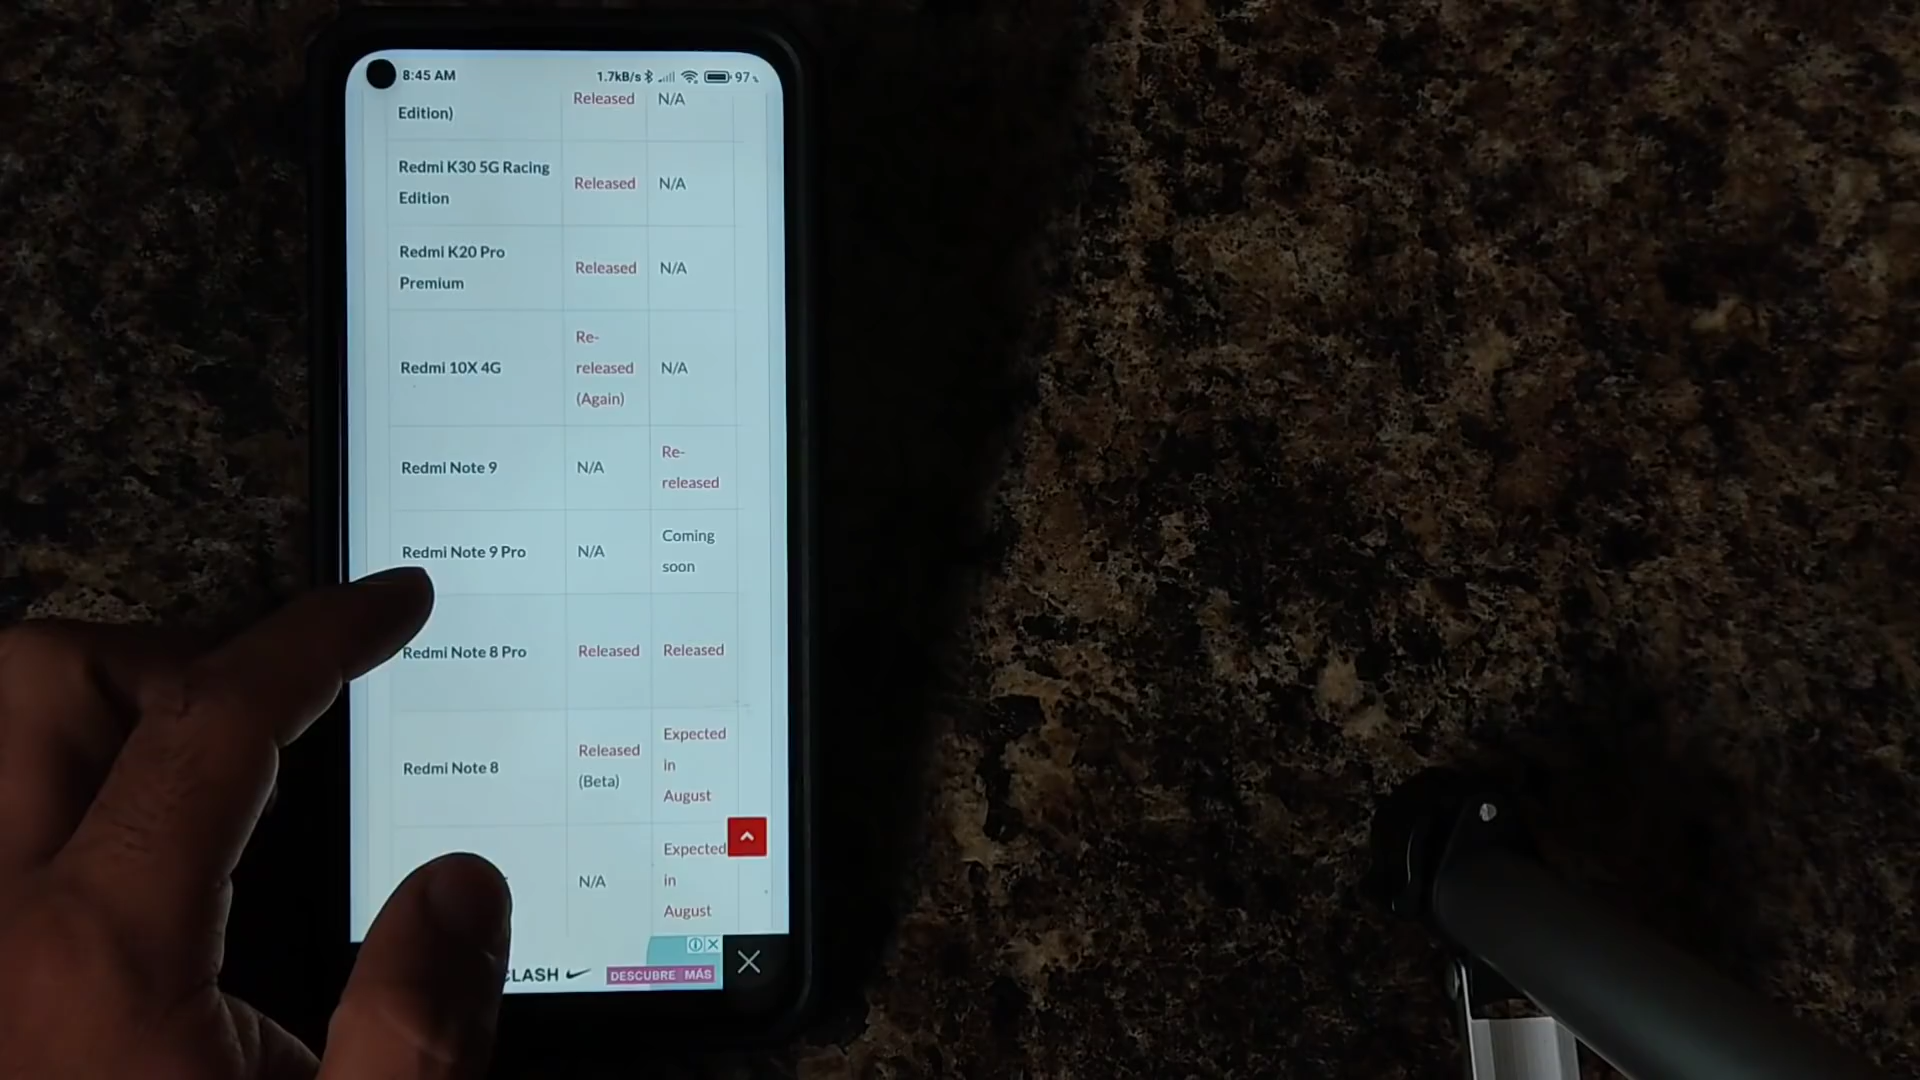 8:45 AM
1.7kB/s 97%
Edition) Released N/A
Redmi K30 5G Racing
Edition
Released N/A
Redmi K20 Pro
Premium
Released N/A
Redmi 10X 4G
Re-
released
(Again)
N/A
Redmi Note 9 N/A
Re-
released
Redmi Note 9 Pro N/A
Coming
soon
Redmi Note 8 Pro Released Released
Redmi Note 8
Released
(Beta)
Expected
in
August
N/A
Expected
in
August
CLASH
DESCUBRE MÁS